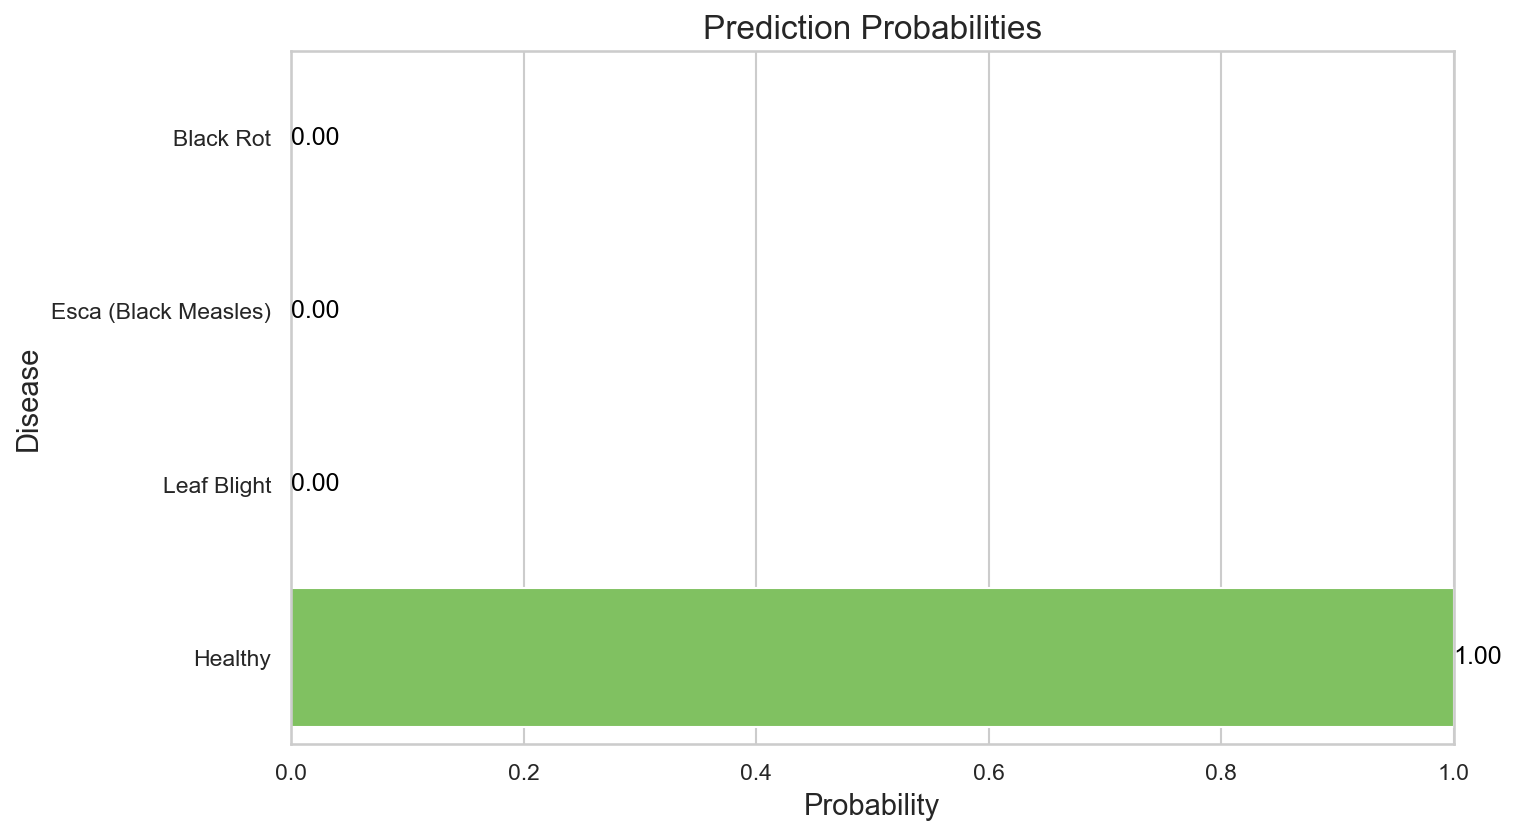 Prediction Probabilities
Black Rot
0.00
Esca (Black Measles)
0.00
Leaf Blight
0.00
Healthy
1.00
Disease
0.0 0.2 0.4 0.6 0.8 1.0
Probability